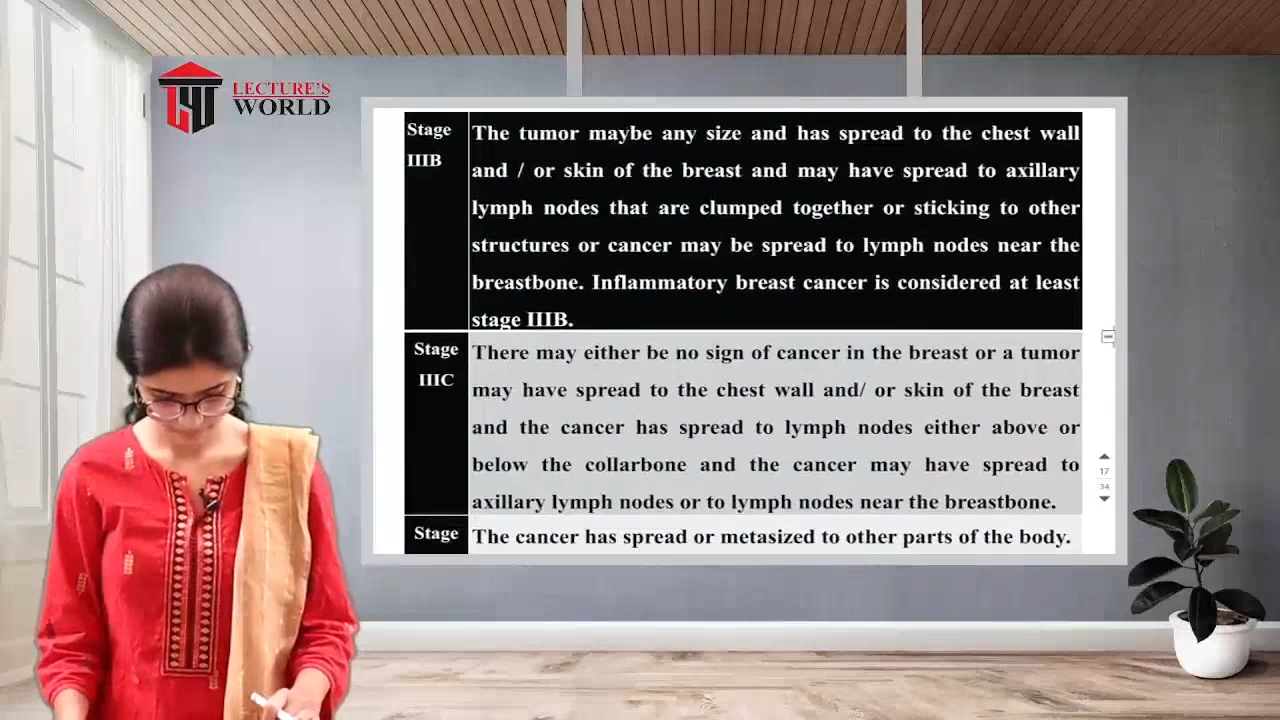 LECTURE'S
WORLD
Stage
IIIB
The tumor maybe any size and has spread to the chest wall
and / or skin of the breast and may have spread to axillary
lymph nodes that are clumped together or sticking to other
structures or cancer may be spread to lymph nodes near the
breastbone. Inflammatory breast cancer is considered at least
stage IIIB.
Stage
IIIC
There may either be no sign of cancer in the breast or a tumor
may have spread to the chest wall and/ or skin of the breast
and the cancer has spread to lymph nodes either above or
below the collarbone and the cancer may have spread to
axillary lymph nodes or to lymph nodes near the breastbone.
17
34
Stage
The cancer has spread or metasized to other parts of the body.